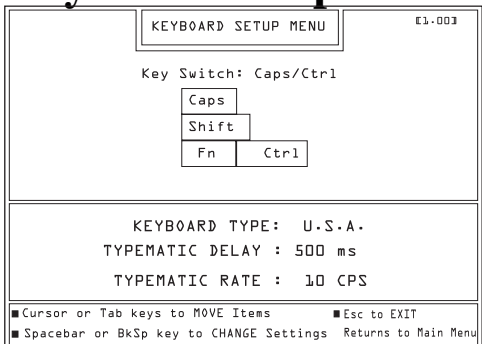 KEYBOARD SETUP MENU
[1.00]
Key Switch: Caps/Ctrl
Caps
Shift
Fn Ctrl
KEYBOARD TYPE: U.S.A.
TYPEMATIC DELAY : 500 ms
TYPEMATIC RATE : 10 CPS
■Cursor or Tab keys to MOVE Items ■Esc to EXIT
■ Spacebar or BkSp key to CHANGE Settings Returns to Main Menu